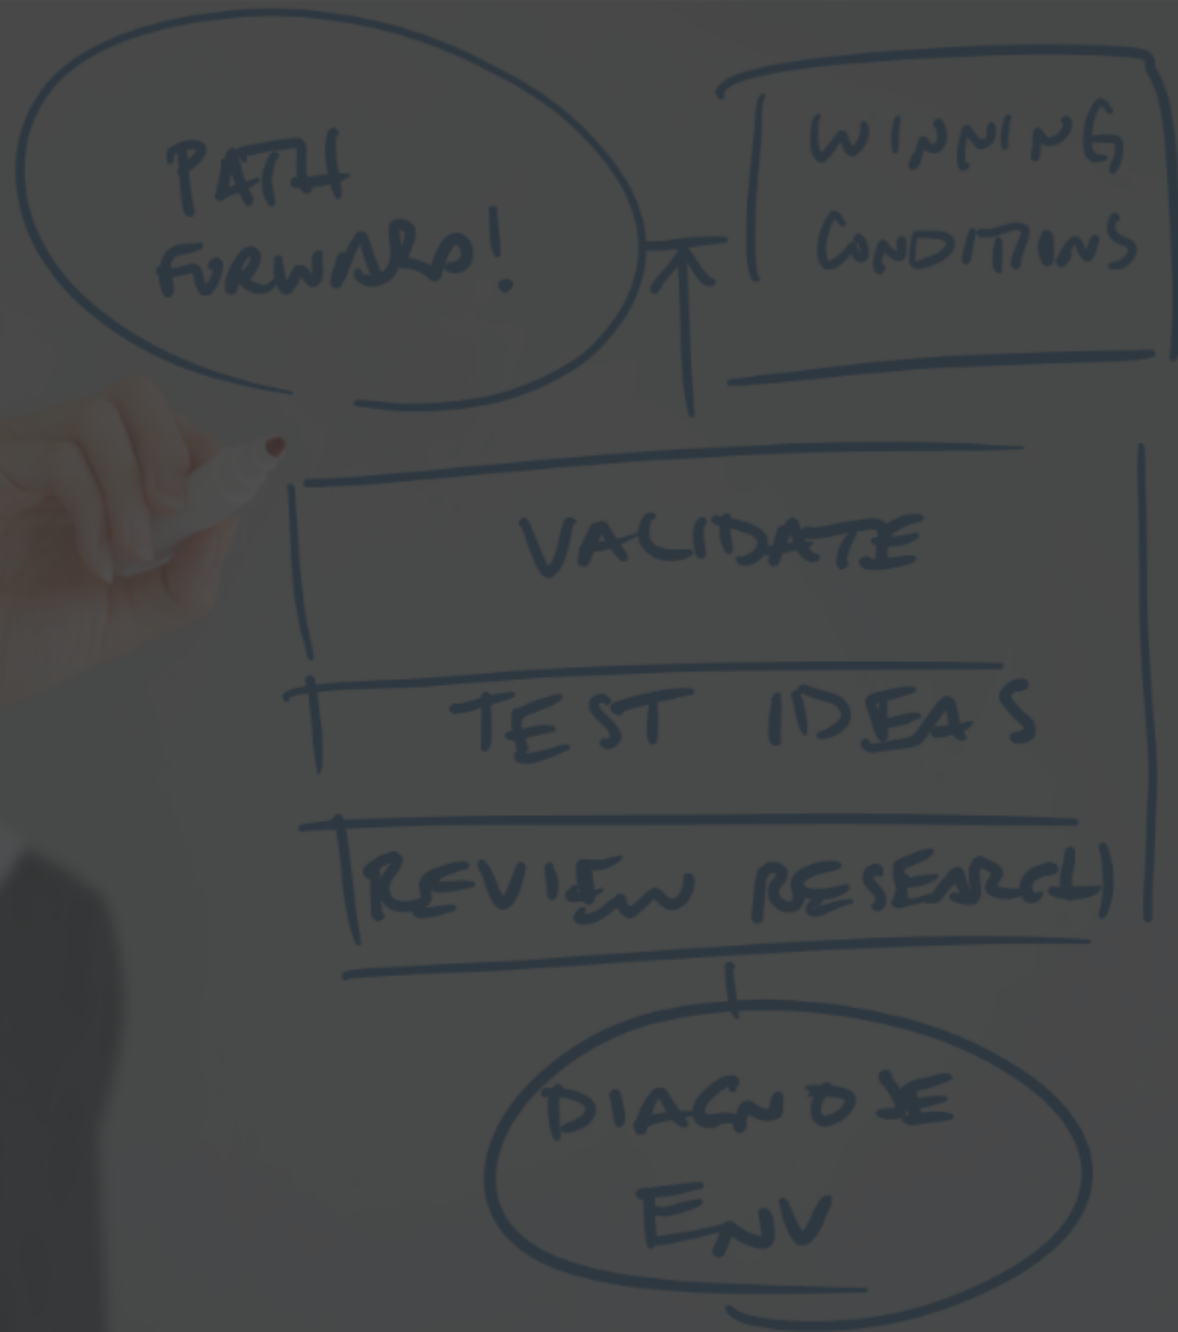 PATH
FORWARD!
WINNING
CONDITIONS
VALIDATE
TEST IDEAS
REVIEW RESEARCH
DIAGNOSE
ENV